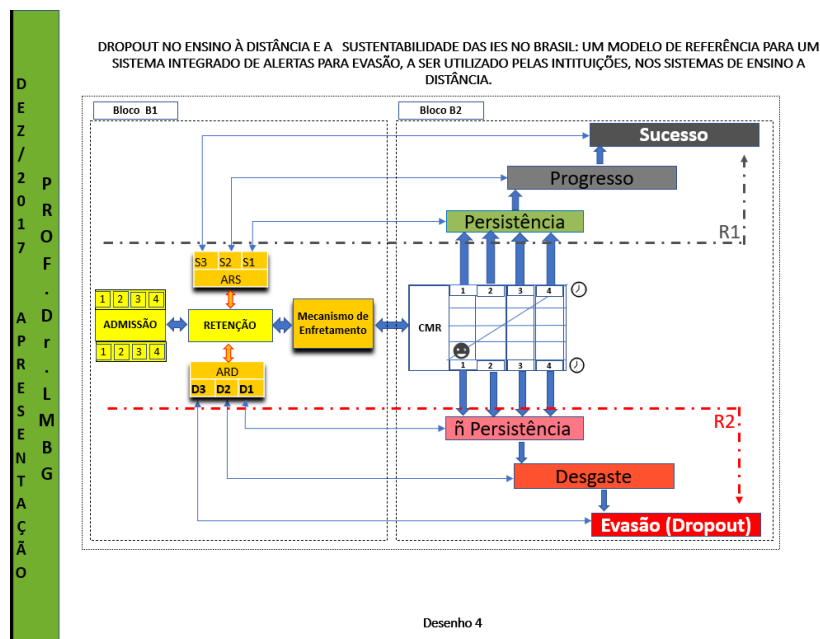 DEZ/2017 APRESENTAÇÃO
PROF.Dr.LMBG
DROPOUT NO ENSINO À DISTÂNCIA E A SUSTENTABILIDADE DAS IES NO BRASIL: UM MODELO DE REFERÊNCIA PARA UM
SISTEMA INTEGRADO DE ALERTAS PARA EVASÃO, A SER UTILIZADO PELAS INTITUIÇÕES, NOS SISTEMAS DE ENSINO A
DISTÂNCIA.
Bloco B1
Bloco B2
Sucesso
Progresso
Persistência
R1
S3 S2 S1
ARS
1 2 3 4
ADMISSÃO
1 2 3 4
RETENÇÃO
Mecanismo de
Enfretamento
CMR
1 2 3 4
1 2 3 4
ARD
D3 D2 D1
R2
ñ Persistência
Desgaste
Evasão (Dropout)
Desenho 4